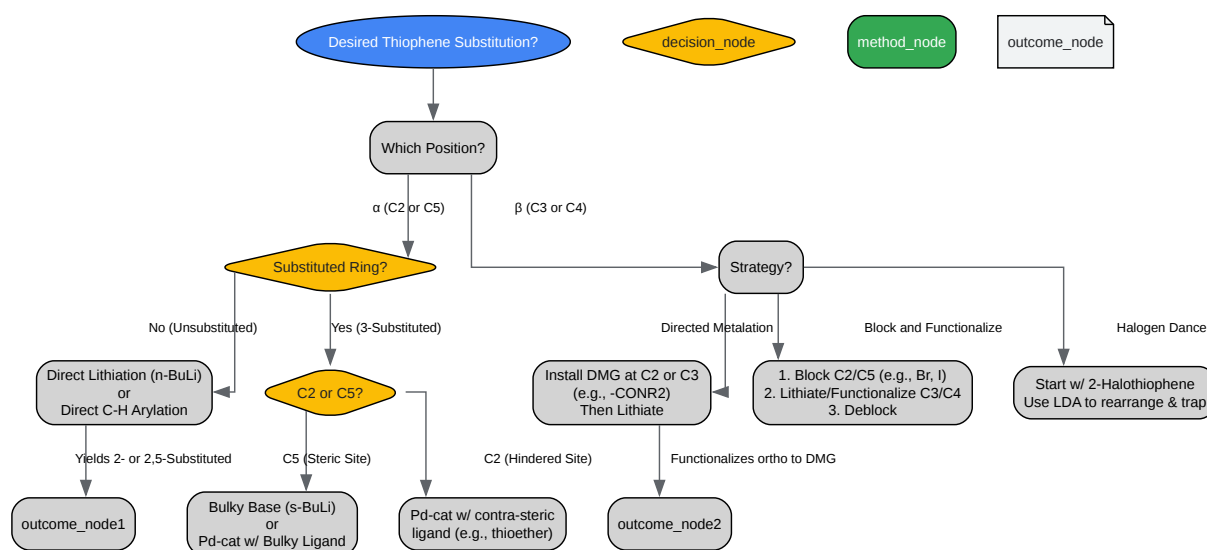 Desired Thiophene Substitution?
decision_node
method_node
outcome_node
Which Position?
α (C2 or C5)
β (C3 or C4)
Substituted Ring?
Strategy?
No (Unsubstituted)
Yes (3-Substituted)
Directed Metalation
Block and Functionalize
Halogen Dance
Direct Lithiation (n-BuLi)
or
Direct C-H Arylation
C2 or C5?
Install DMG at C2 or C3
(e.g., -CONR2)
Then Lithiate
1. Block C2/C5 (e.g., Br, I)
2. Lithiate/Functionalize C3/C4
3. Deblock
Start w/ 2-Halothiophene
Use LDA to rearrange & trap
Yields 2- or 2,5-Substituted
C5 (Steric Site)
C2 (Hindered Site)
Functionalizes ortho to DMG
outcome_node1
Bulky Base (s-BuLi)
or
Pd-cat w/ Bulky Ligand
Pd-cat w/ contra-steric
ligand (e.g., thioether)
outcome_node2